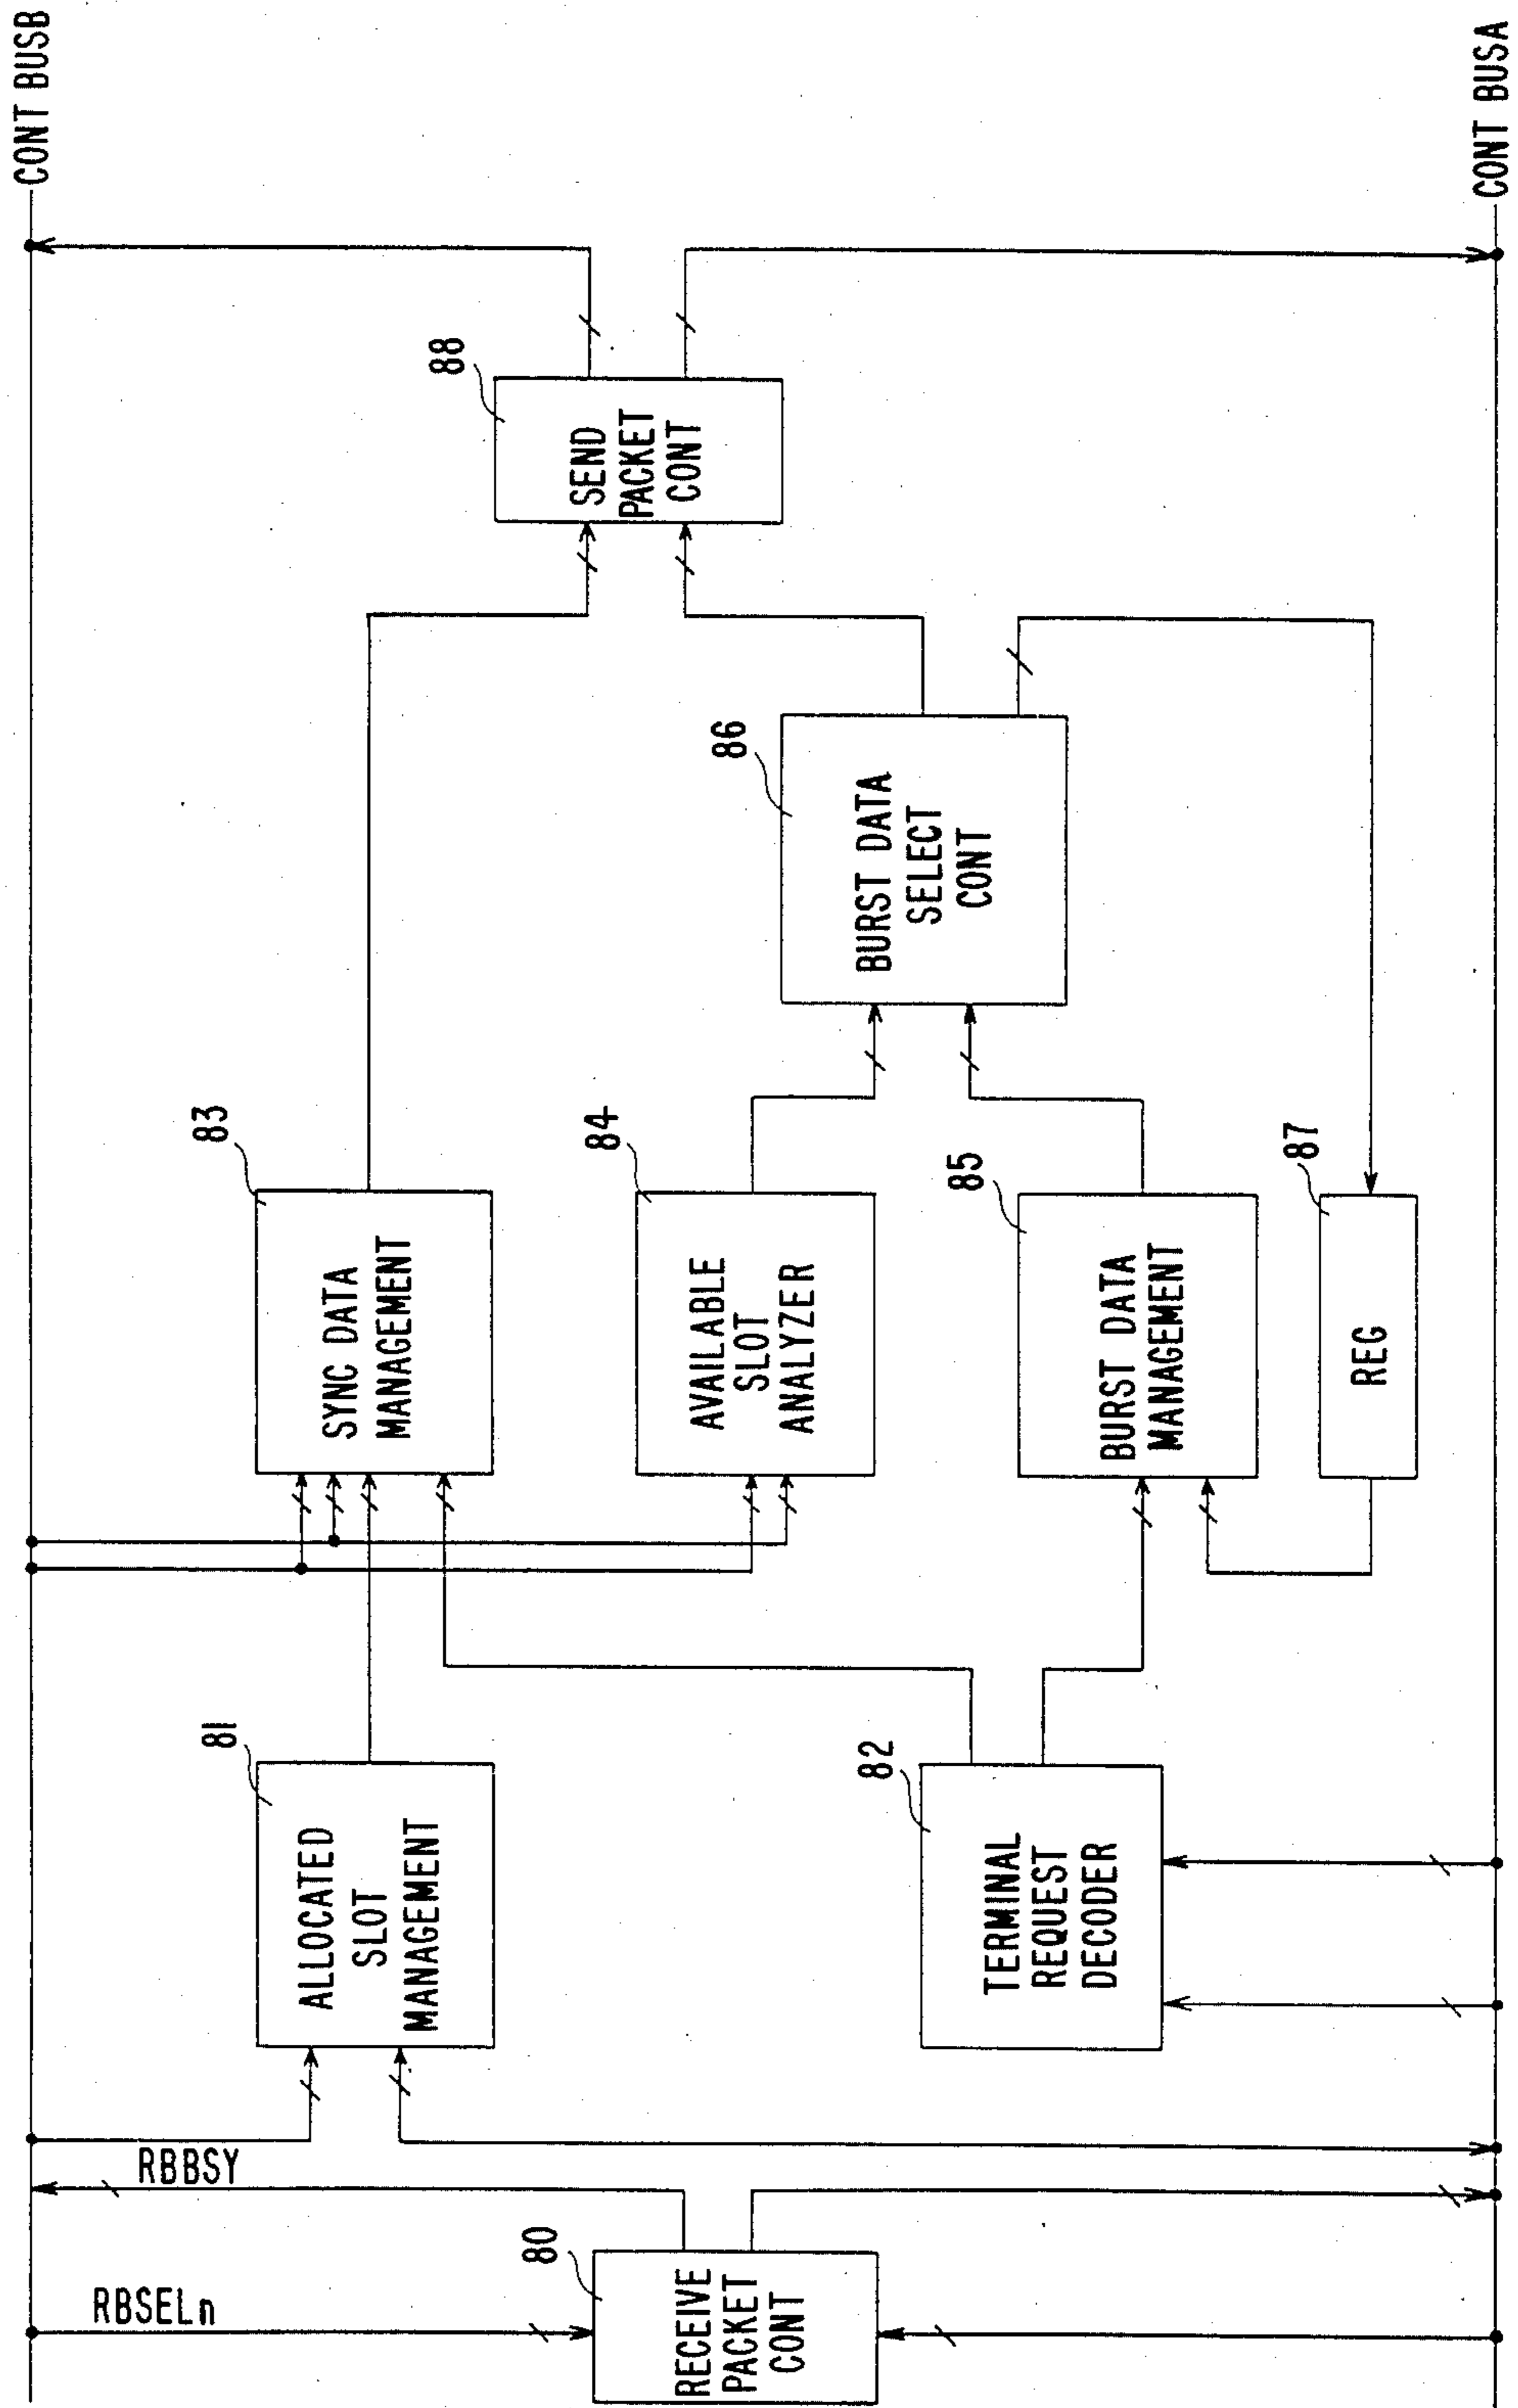 CONT BUSB
RBSELn
RBBSY
80
RECEIVE
PACKET
CONT
81
ALLOCATED
SLOT
MANAGEMENT
82
TERMINAL
REQUEST
DECODER
83
SYNC DATA
MANAGEMENT
84
AVAILABLE
SLOT
ANALYZER
85
BURST DATA
MANAGEMENT
87
REG
86
BURST DATA
SELECT
CONT
88
SEND
PACKET
CONT
CONT BUSA